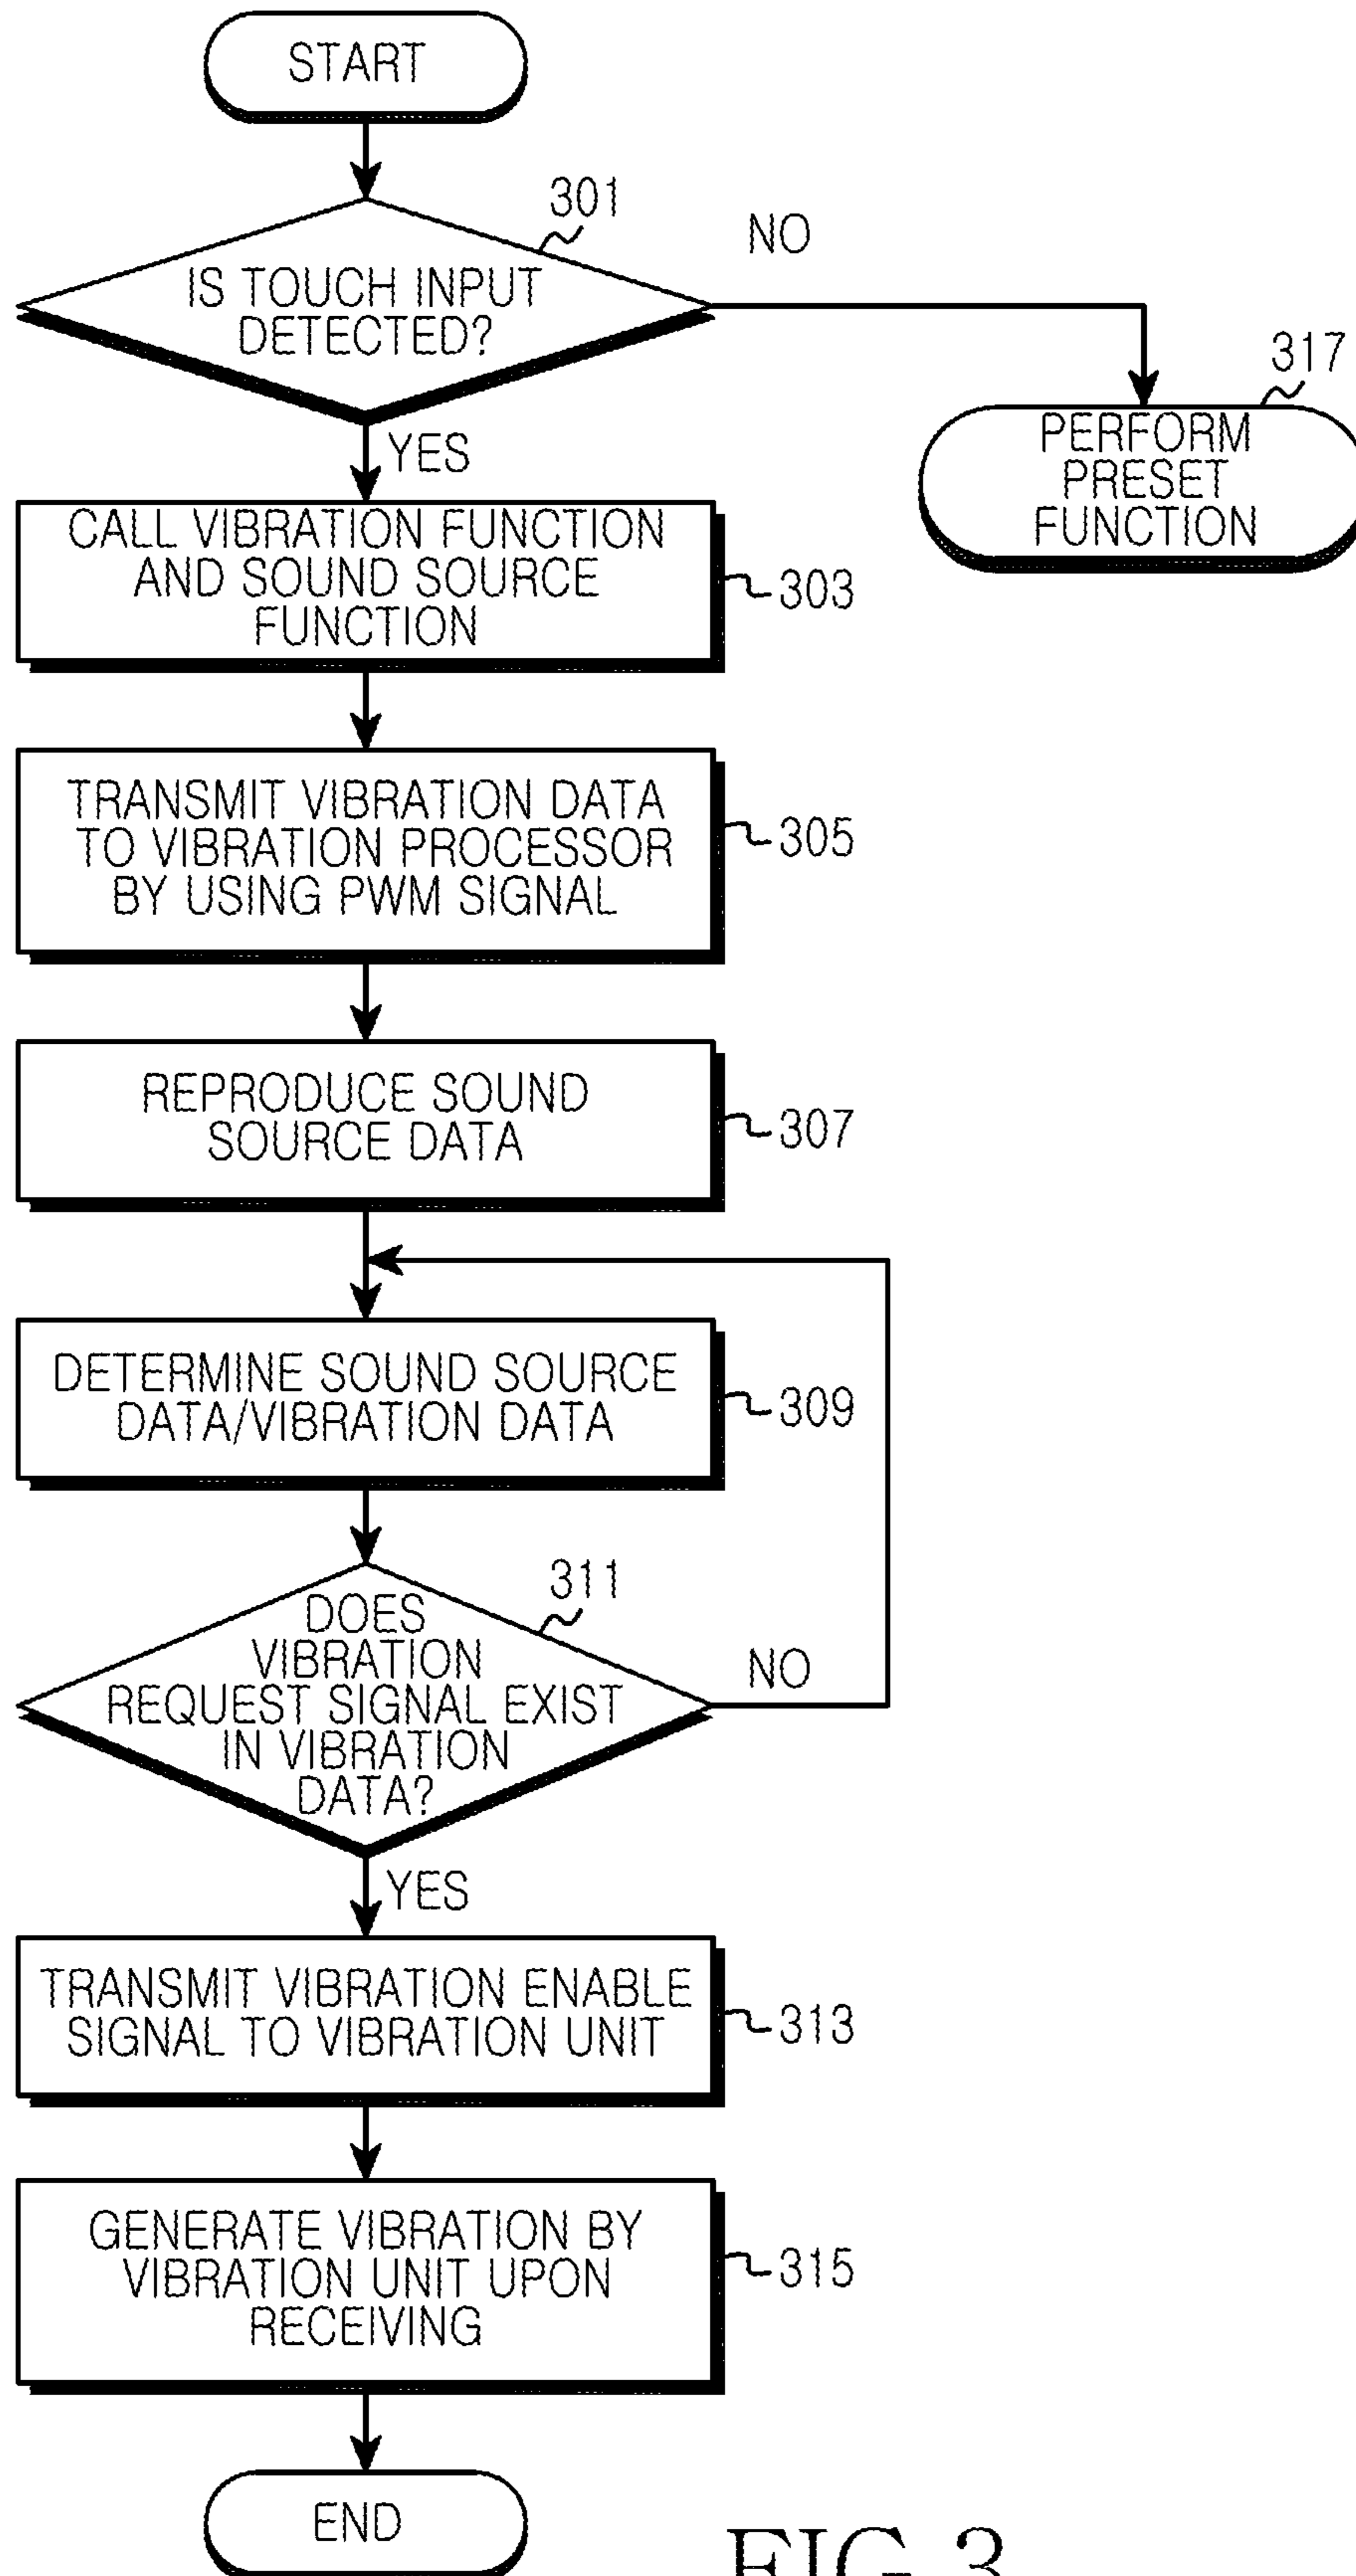 START
301
NO
IS TOUCH INPUT
DETECTED?
317
PERFORM
PRESET
FUNCTION
YES
CALL VIBRATION FUNCTION
AND SOUND SOURCE
FUNCTION
303
TRANSMIT VIBRATION DATA
TO VIBRATION PROCESSOR
BY USING PWM SIGNAL
305
REPRODUCE SOUND
SOURCE DATA
307
DETERMINE SOUND SOURCE
DATA/VIBRATION DATA
309
311
DOES
VIBRATION
REQUEST SIGNAL EXIST
IN VIBRATION
DATA?
NO
YES
TRANSMIT VIBRATION ENABLE
SIGNAL TO VIBRATION UNIT
313
GENERATE VIBRATION BY
VIBRATION UNIT UPON
RECEIVING
315
END
FIG.3